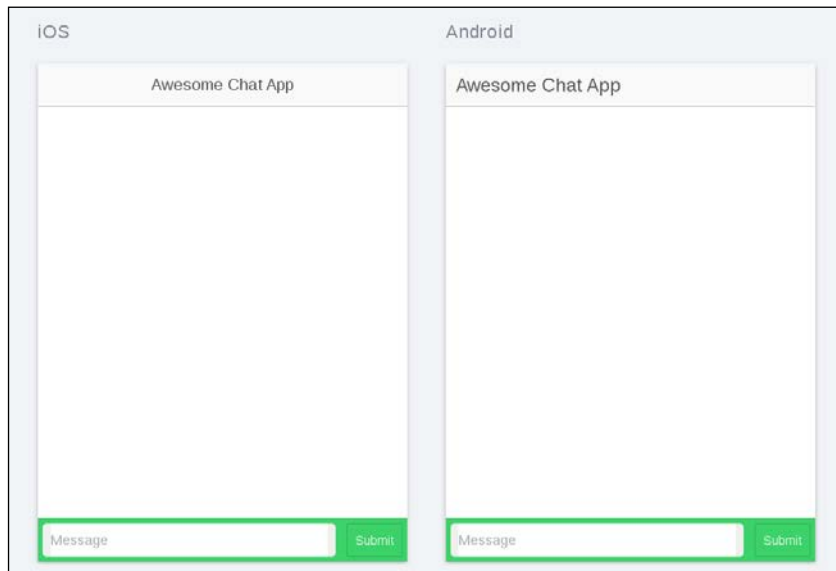 iOS
Android
Awesome Chat App
Awesome Chat App
Message
Submit
Message
Submit